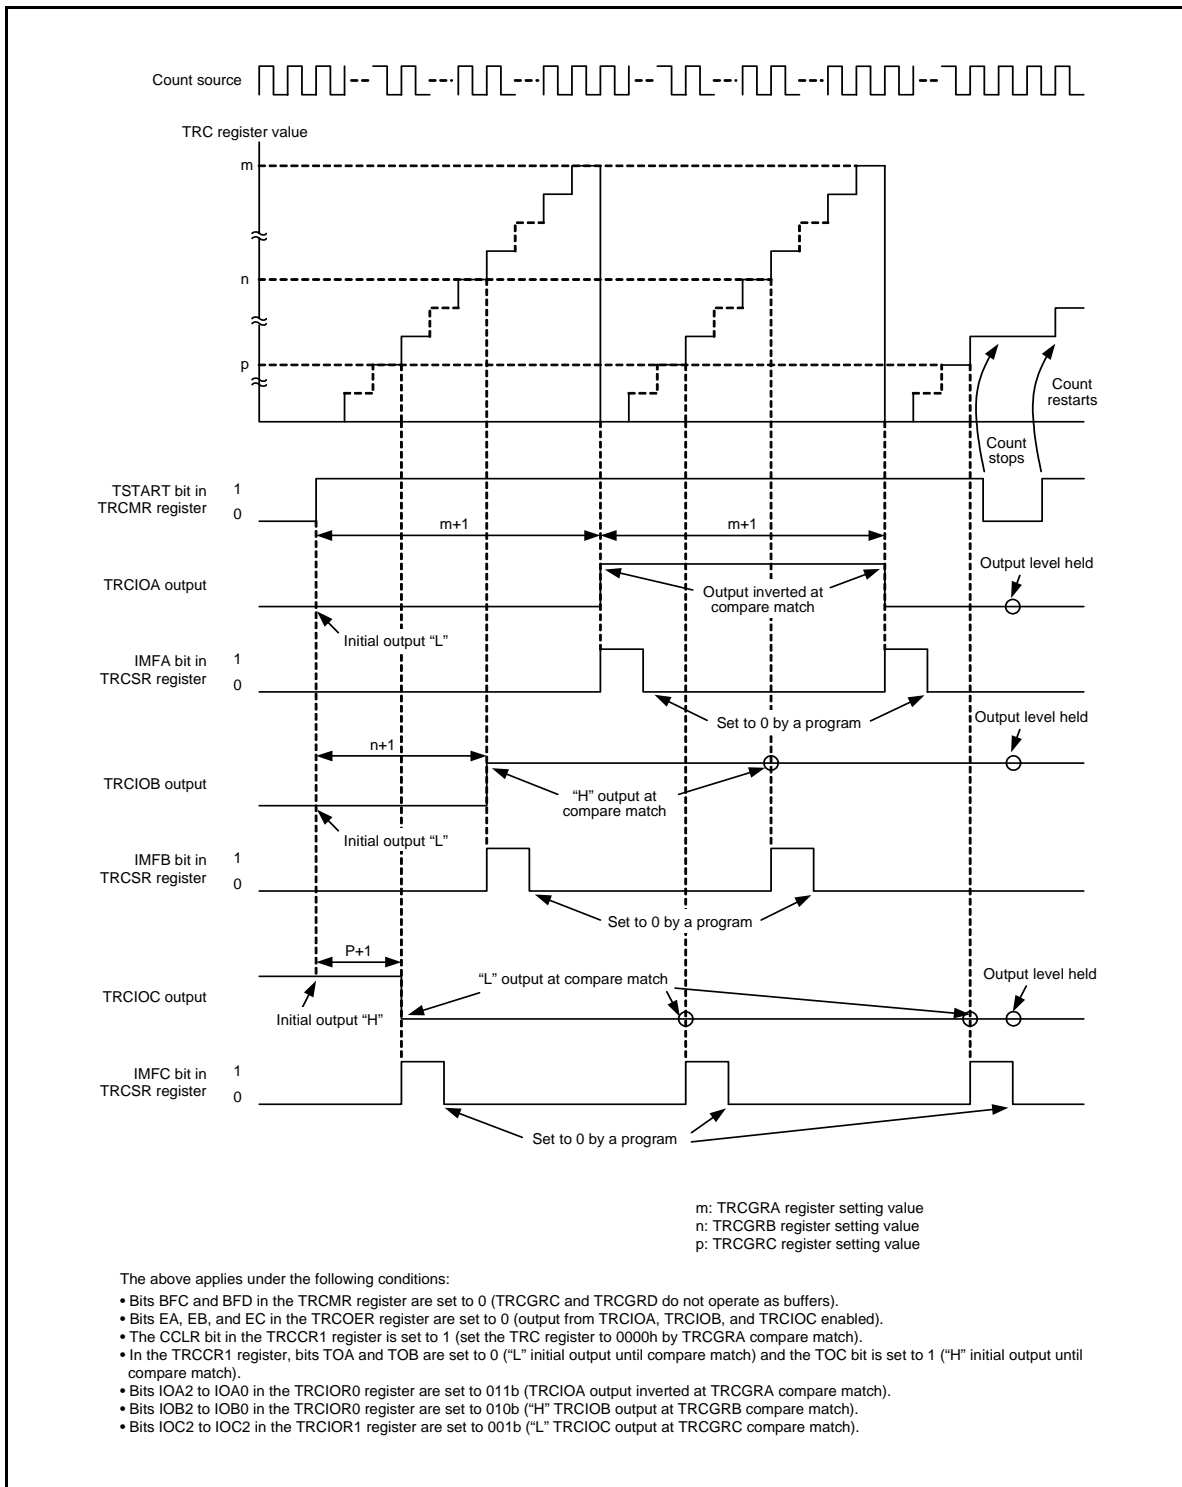 Count source
TRC register value
m
n
p
Count
restarts
Count
stops
TSTART bit in
TRCMR register
1
0
m+1
m+1
TRCIOA output
Output level held
Output inverted at
compare match
Initial output “L”
IMFA bit in
TRCSR register
1
0
Set to 0 by a program
Output level held
n+1
TRCIOB output
“H” output at
compare match
Initial output “L”
IMFB bit in
TRCSR register
1
0
Set to 0 by a program
P+1
“L” output at compare match
Output level held
TRCIOC output
Initial output “H”
IMFC bit in
TRCSR register
1
0
Set to 0 by a program
m: TRCGRA register setting value
n: TRCGRB register setting value
p: TRCGRC register setting value
The above applies under the following conditions:
• Bits BFC and BFD in the TRCMR register are set to 0 (TRCGRC and TRCGRD do not operate as buffers).
• Bits EA, EB, and EC in the TRCOER register are set to 0 (output from TRCIOA, TRCIOB, and TRCIOC enabled).
• The CCLR bit in the TRCCR1 register is set to 1 (set the TRC register to 0000h by TRCGRA compare match).
• In the TRCCR1 register, bits TOA and TOB are set to 0 (“L” initial output until compare match) and the TOC bit is set to 1 (“H” initial output until
compare match).
• Bits IOA2 to IOA0 in the TRCIOR0 register are set to 011b (TRCIOA output inverted at TRCGRA compare match).
• Bits IOB2 to IOB0 in the TRCIOR0 register are set to 010b (“H” TRCIOB output at TRCGRB compare match).
• Bits IOC2 to IOC2 in the TRCIOR1 register are set to 001b (“L” TRCIOC output at TRCGRC compare match).